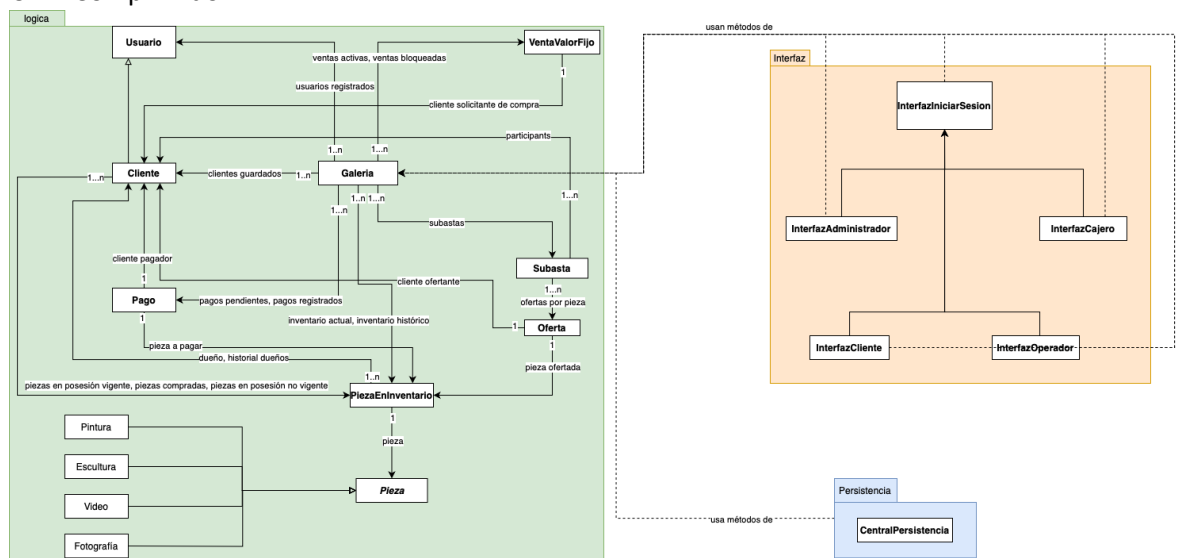 logica
Usuario
VentaValorFijo
usan métodos de
ventas activas, ventas bloqueadas
1
Interfaz
usuarios registrados
cliente solicitante de compra
InterfazIniciarSesion
participants
1..n
1...n
1...n
Cliente
clientes guardados
1..n
Galeria
1..n
1...n
1...n
1...n
subastas
InterfazAdministrador
InterfazCajero
cliente pagador
Subasta
1
cliente ofertante
1...n
Pago
pagos pendientes, pagos registrados
ofertas por pieza
1
inventario actual, inventario histórico
1
Oferta
pieza a pagar
1
InterfazCliente
InterfazOperador
dueño, historial dueños
pieza ofertada
1..n
piezas en posesión vigente, piezas compradas, piezas en posesión no vigente
PiezaEnInventario
1
Pintura
pieza
Escultura
Pieza
Persistencia
Video
usa métodos de
CentralPersistencia
Fotografía